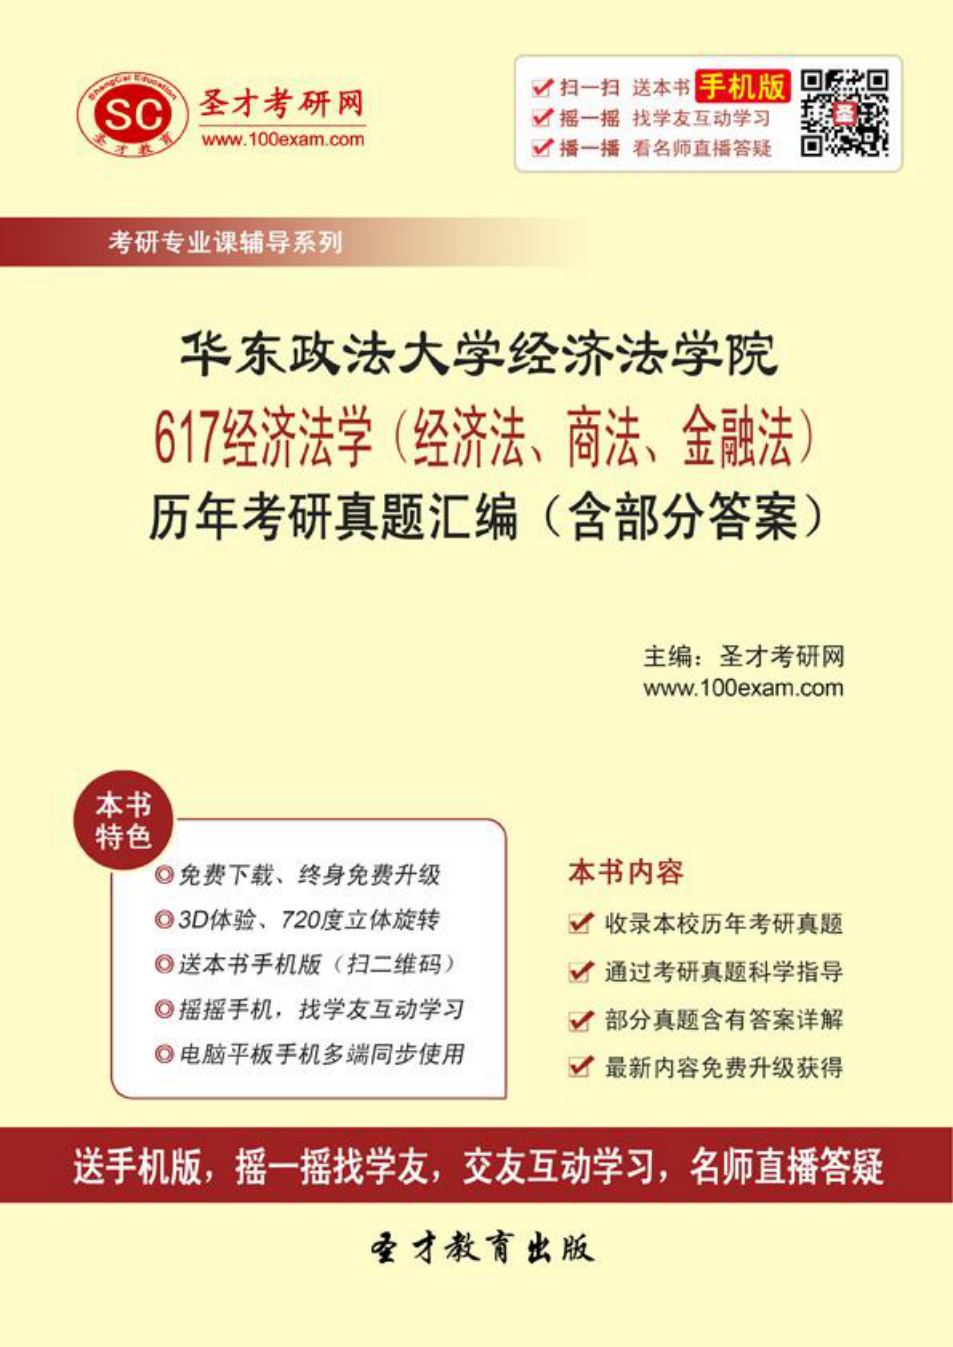 ShengCai Education
SC
圣才教育
圣才考研网
www.100exam.com
扫一扫 送本书 手机版
摇一摇 找学友互动学习
播一播 看名师直播答疑
圣
考研专业课辅导系列
华东政法大学经济法学院
617经济法学（经济法、商法、金融法）
历年考研真题汇编（含部分答案）
主编：圣才考研网
www.100exam.com
本书
特色
◎免费下载、终身免费升级
◎3D体验、720度立体旋转
◎送本书手机版（扫二维码）
◎摇摇手机，找学友互动学习
◎电脑平板手机多端同步使用
本书内容
收录本校历年考研真题
通过考研真题科学指导
部分真题含有答案详解
最新内容免费升级获得
送手机版，摇一摇找学友，交友互动学习，名师直播答疑
圣才教育出版